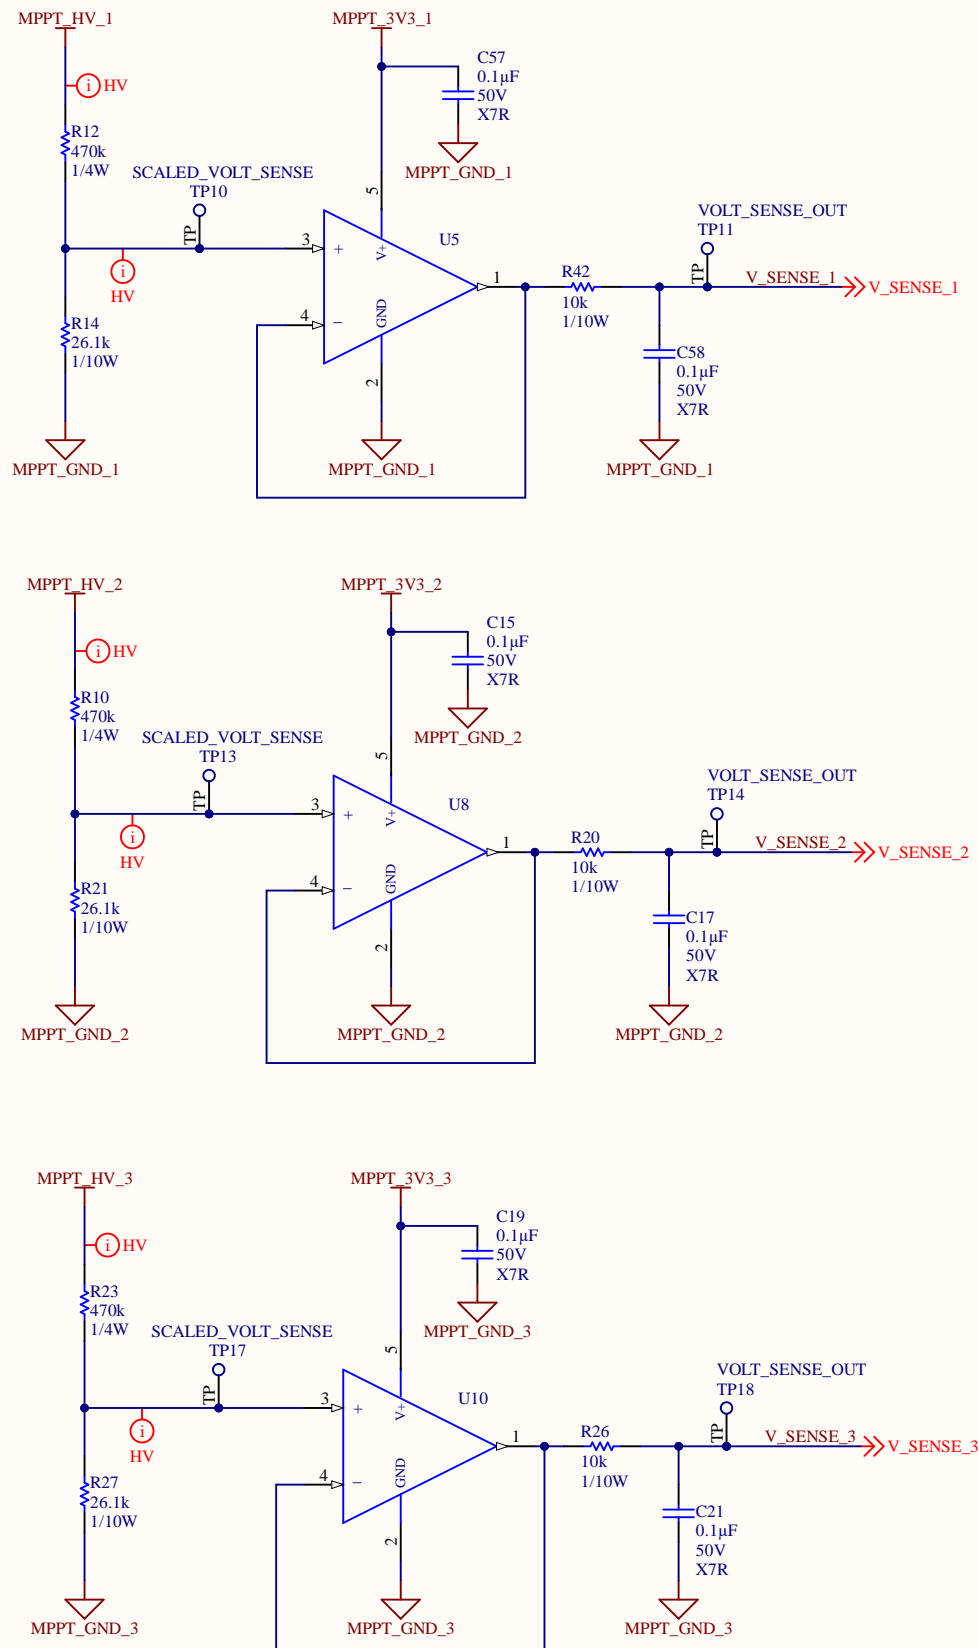 MPPT_HV_1
MPPT_3V3_1
i HV
C57
0.1µF
50V
X7R
MPPT_GND_1
R12
470k
1/4W
SCALED_VOLT_SENSE
TP10
TP
5
3
+
V+
U5
1
4
−
GND
2
i
HV
R14
26.1k
1/10W
VOLT_SENSE_OUT
TP11
TP
R42
10k
1/10W
V_SENSE_1
V_SENSE_1
C58
0.1µF
50V
X7R
MPPT_GND_1
MPPT_GND_1
MPPT_GND_1
MPPT_HV_2
MPPT_3V3_2
i HV
C15
0.1µF
50V
X7R
MPPT_GND_2
R10
470k
1/4W
SCALED_VOLT_SENSE
TP13
TP
5
3
+
V+
U8
1
4
−
GND
2
i
HV
R21
26.1k
1/10W
VOLT_SENSE_OUT
TP14
TP
R20
10k
1/10W
V_SENSE_2
V_SENSE_2
C17
0.1µF
50V
X7R
MPPT_GND_2
MPPT_GND_2
MPPT_GND_2
MPPT_HV_3
MPPT_3V3_3
i HV
C19
0.1µF
50V
X7R
MPPT_GND_3
R23
470k
1/4W
SCALED_VOLT_SENSE
TP17
TP
5
3
+
V+
U10
1
4
−
GND
2
i
HV
R27
26.1k
1/10W
VOLT_SENSE_OUT
TP18
TP
R26
10k
1/10W
V_SENSE_3
V_SENSE_3
C21
0.1µF
50V
X7R
MPPT_GND_3
MPPT_GND_3
MPPT_GND_3